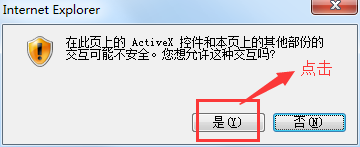 Internet Explorer
在此页上的 ActiveX 控件和本页上的其他部份的
交互可能不安全。您想允许这种交互吗?
点击
是(Y) 否(N)